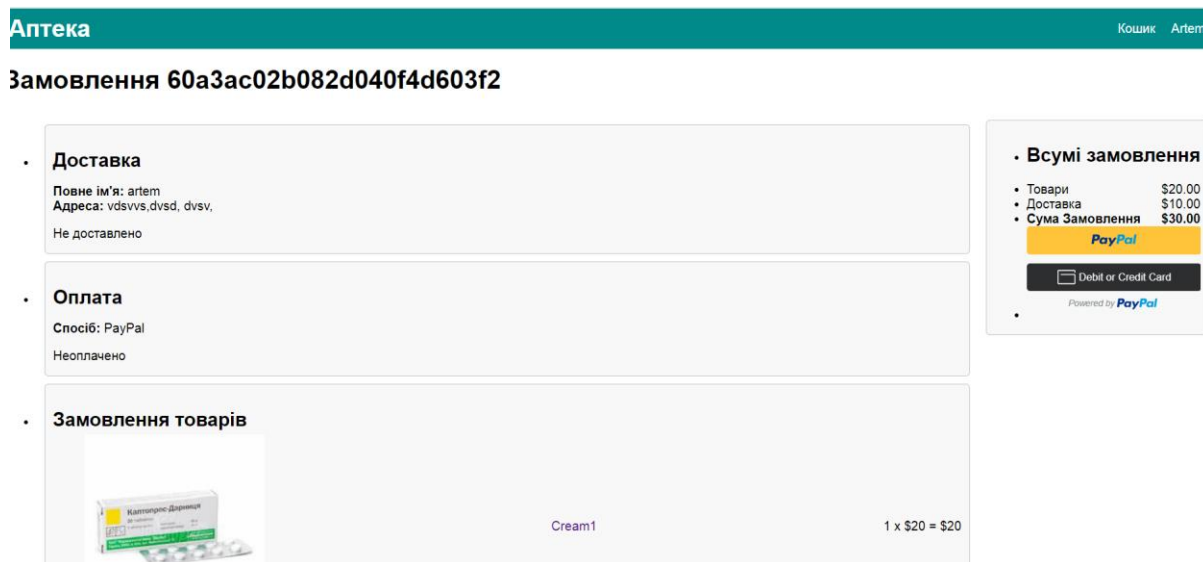 Аптека
Кошик Artem
Замовлення 60a3ac02b082d040f4d603f2
Доставка
Повне ім'я: artem
Адреса: vdsvvs,dvsd, dvsv,
Не доставлено
Оплата
Спосіб: PayPal
Неоплачено
Замовлення товарів
Каптопрес-Дарниця
Cream1
1 x $20 = $20
Всумі замовлення
Товари $20.00
Доставка $10.00
Сума Замовлення $30.00
PayPal
Debit or Credit Card
Powered by PayPal